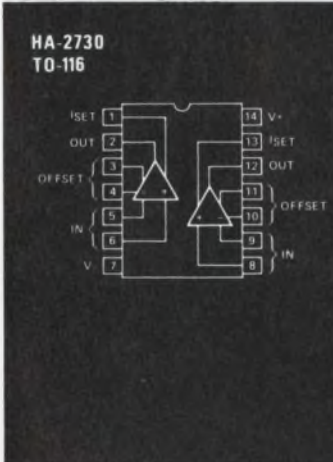 HA-2730
TO-116
ISET 1
OUT 2
OFFSET 3
4
IN 5
6
V 7
14 V+
13 ISET
12 OUT
11 OFFSET
10
9 IN
8
+
+ -